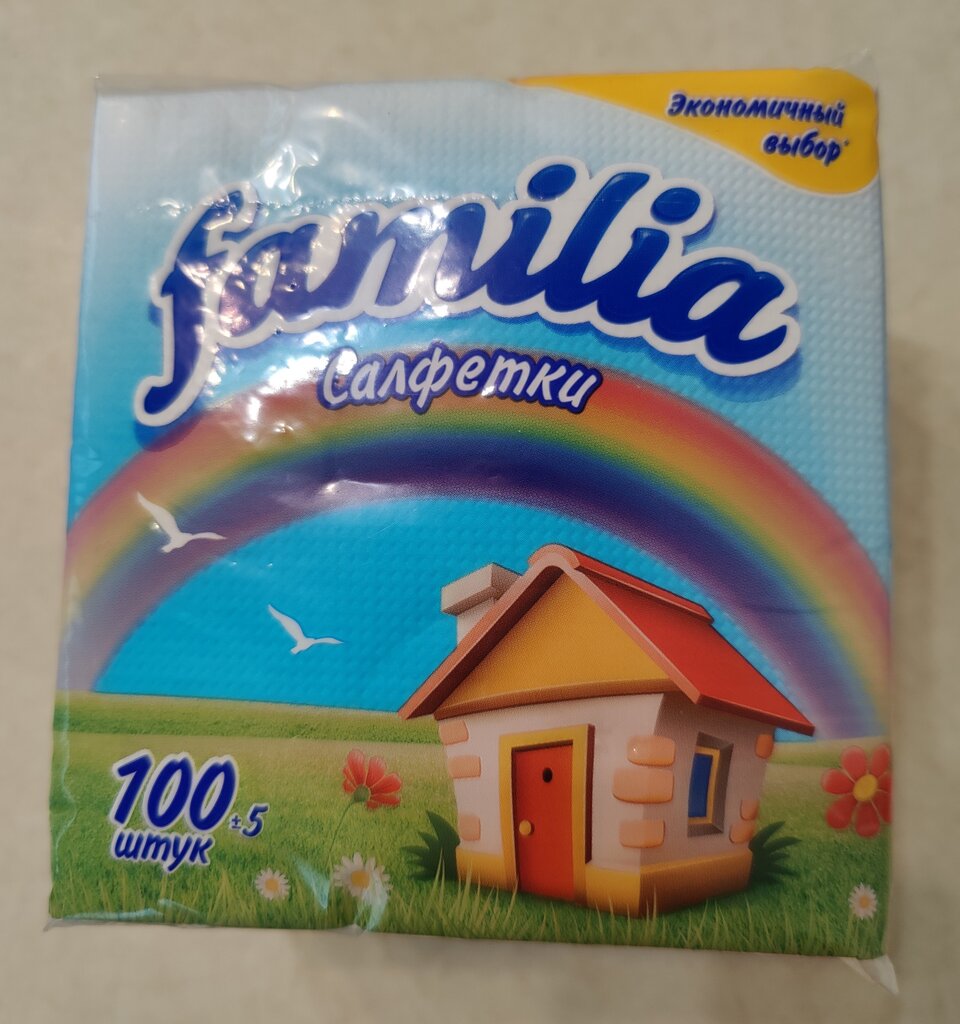 Экономичный
выбор*
familia
Салфетки
100 ±5
штук